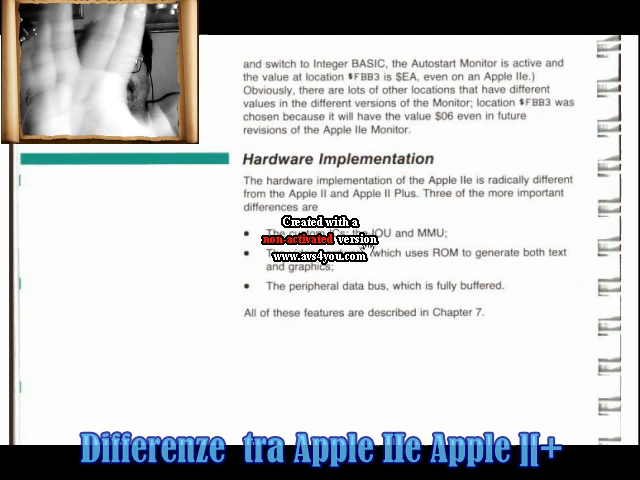 and switch to Integer BASIC, the Autostart Monitor is active and
the value at location $FBB3 is $EA, even on an Apple IIe.)
Obviously, there are lots of other locations that have different
values in the different versions of the Monitor; location $FBB3 was
chosen because it will have the value $06 even in future
revisions of the Apple IIe Monitor.
Hardware Implementation
The hardware implementation of the Apple IIe is radically different
from the Apple II and Apple II Plus. Three of the more important
differences are
Created with a
• The custom ICs: the IOU and MMU;
non-activated version
• The (which uses ROM to generate both text
www.avs4you.com
and graphics;
• The peripheral data bus, which is fully buffered.
All of these features are described in Chapter 7.
Differenze tra Apple IIe Apple ][+